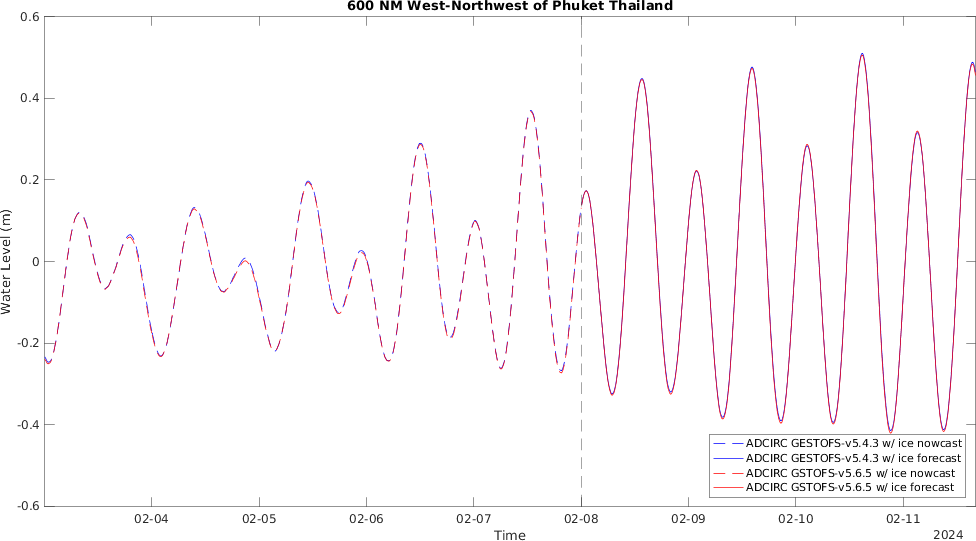 600 NM West-Northwest of Phuket Thailand
0.6
0.4
0.2
0
-0.2
-0.4
-0.6
Water Level (m)
02-04 02-05 02-06 02-07 02-08 02-09 02-10 02-11
Time
2024
ADCIRC GESTOFS-v5.4.3 w/ ice nowcast
ADCIRC GESTOFS-v5.4.3 w/ ice forecast
ADCIRC GSTOFS-v5.6.5 w/ ice nowcast
ADCIRC GSTOFS-v5.6.5 w/ ice forecast